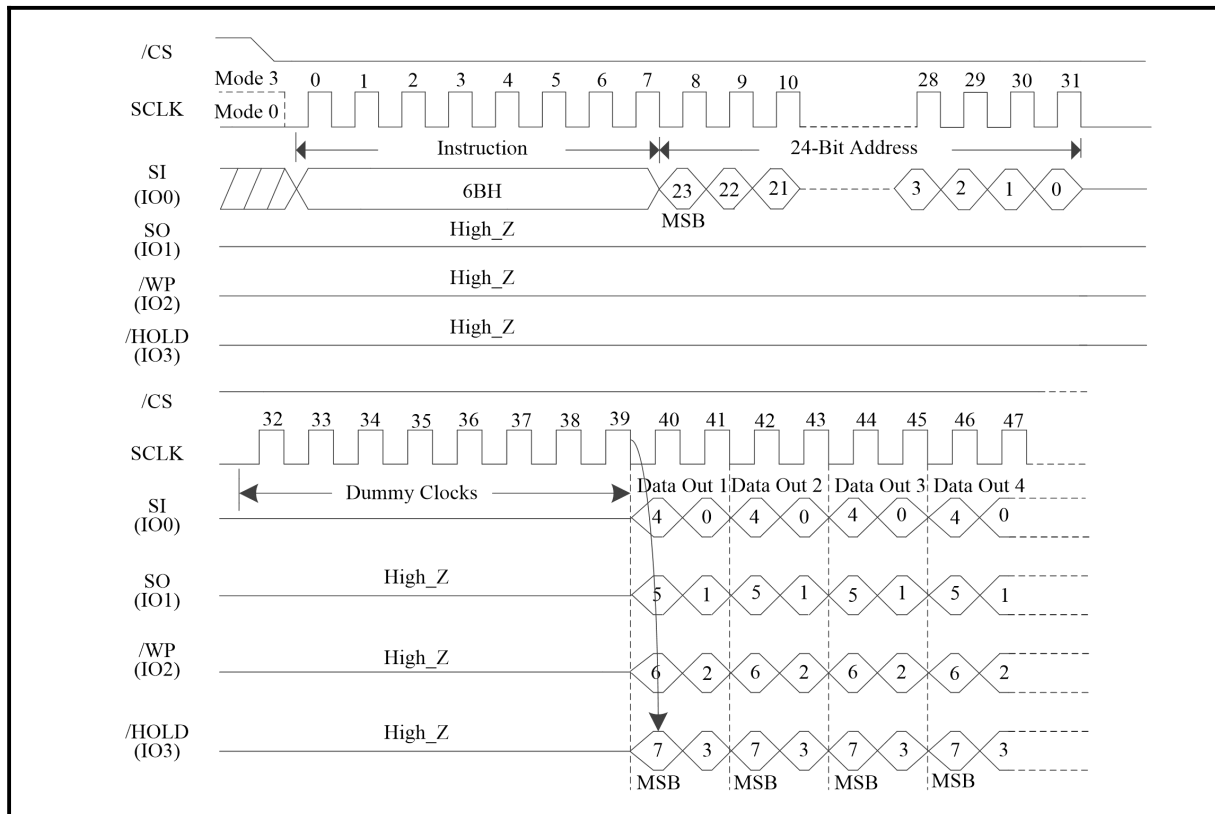 /CS
Mode 3
0 1 2 3 4 5 6 7 8 9 10 28 29 30 31
SCLK
Mode 0
Instruction
24-Bit Address
SI
(IO0)
6BH
23 22 21 3 2 1 0
MSB
SO
(IO1)
High_Z
/WP
(IO2)
High_Z
/HOLD
(IO3)
High_Z
/CS
32 33 34 35 36 37 38 39 40 41 42 43 44 45 46 47
SCLK
Dummy Clocks
Data Out 1 Data Out 2 Data Out 3 Data Out 4
SI
(IO0)
4 0 4 0 4 0 4 0
SO
(IO1)
High_Z
5 1 5 1 5 1 5 1
/WP
(IO2)
High_Z
6 2 6 2 6 2 6 2
/HOLD
(IO3)
High_Z
7 3 7 3 7 3 7 3
MSB MSB MSB MSB